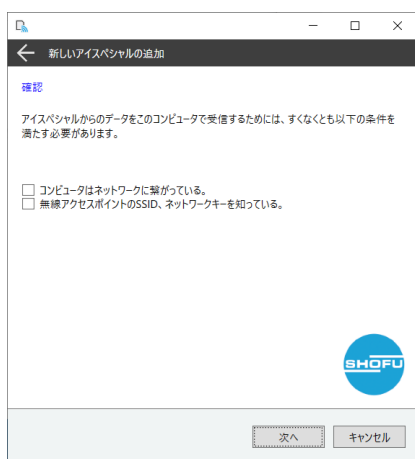 新しいアイスペシャルの追加
確認
アイスペシャルからのデータをこのコンピュータで受信するためには、すくなくとも以下の条件を
満たす必要があります。
コンピュータはネットワークに繋がっている。
無線アクセスポイントのSSID、ネットワークキーを知っている。
SHOFU
次へ
キャンセル